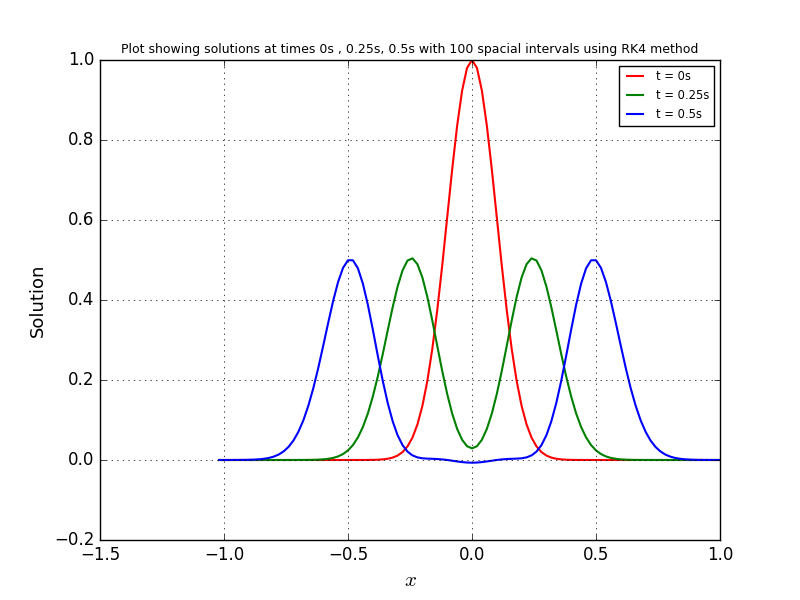 Plot showing solutions at times 0s , 0.25s, 0.5s with 100 spacial intervals using RK4 method
1.0
t = 0s
t = 0.25s
t = 0.5s
0.8
0.6
Solution
0.4
0.2
0.0
−0.2
−1.5 −1.0 −0.5 0.0 0.5 1.0
x